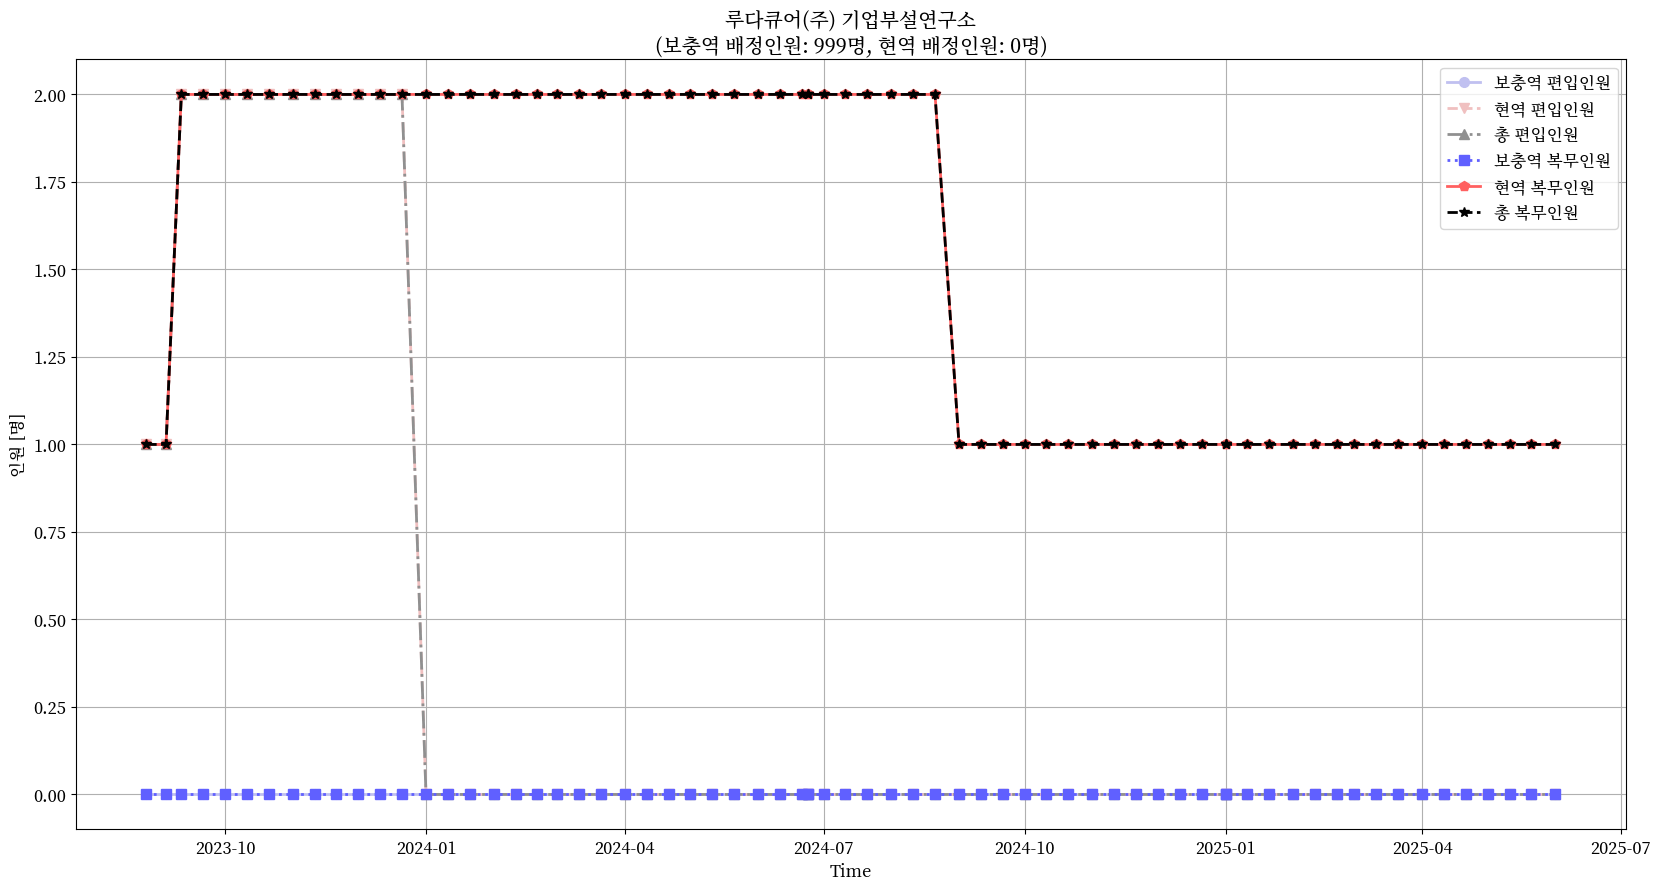 루다큐어(주) 기업부설연구소
(보충역 배정인원: 999명, 현역 배정인원: 0명)
보충역 편입인원
현역 편입인원
총 편입인원
보충역 복무인원
현역 복무인원
총 복무인원
2.00
1.75
1.50
1.25
1.00
0.75
0.50
0.25
0.00
인원 [명]
2023-10 2024-01 2024-04 2024-07 2024-10 2025-01 2025-04 2025-07
Time